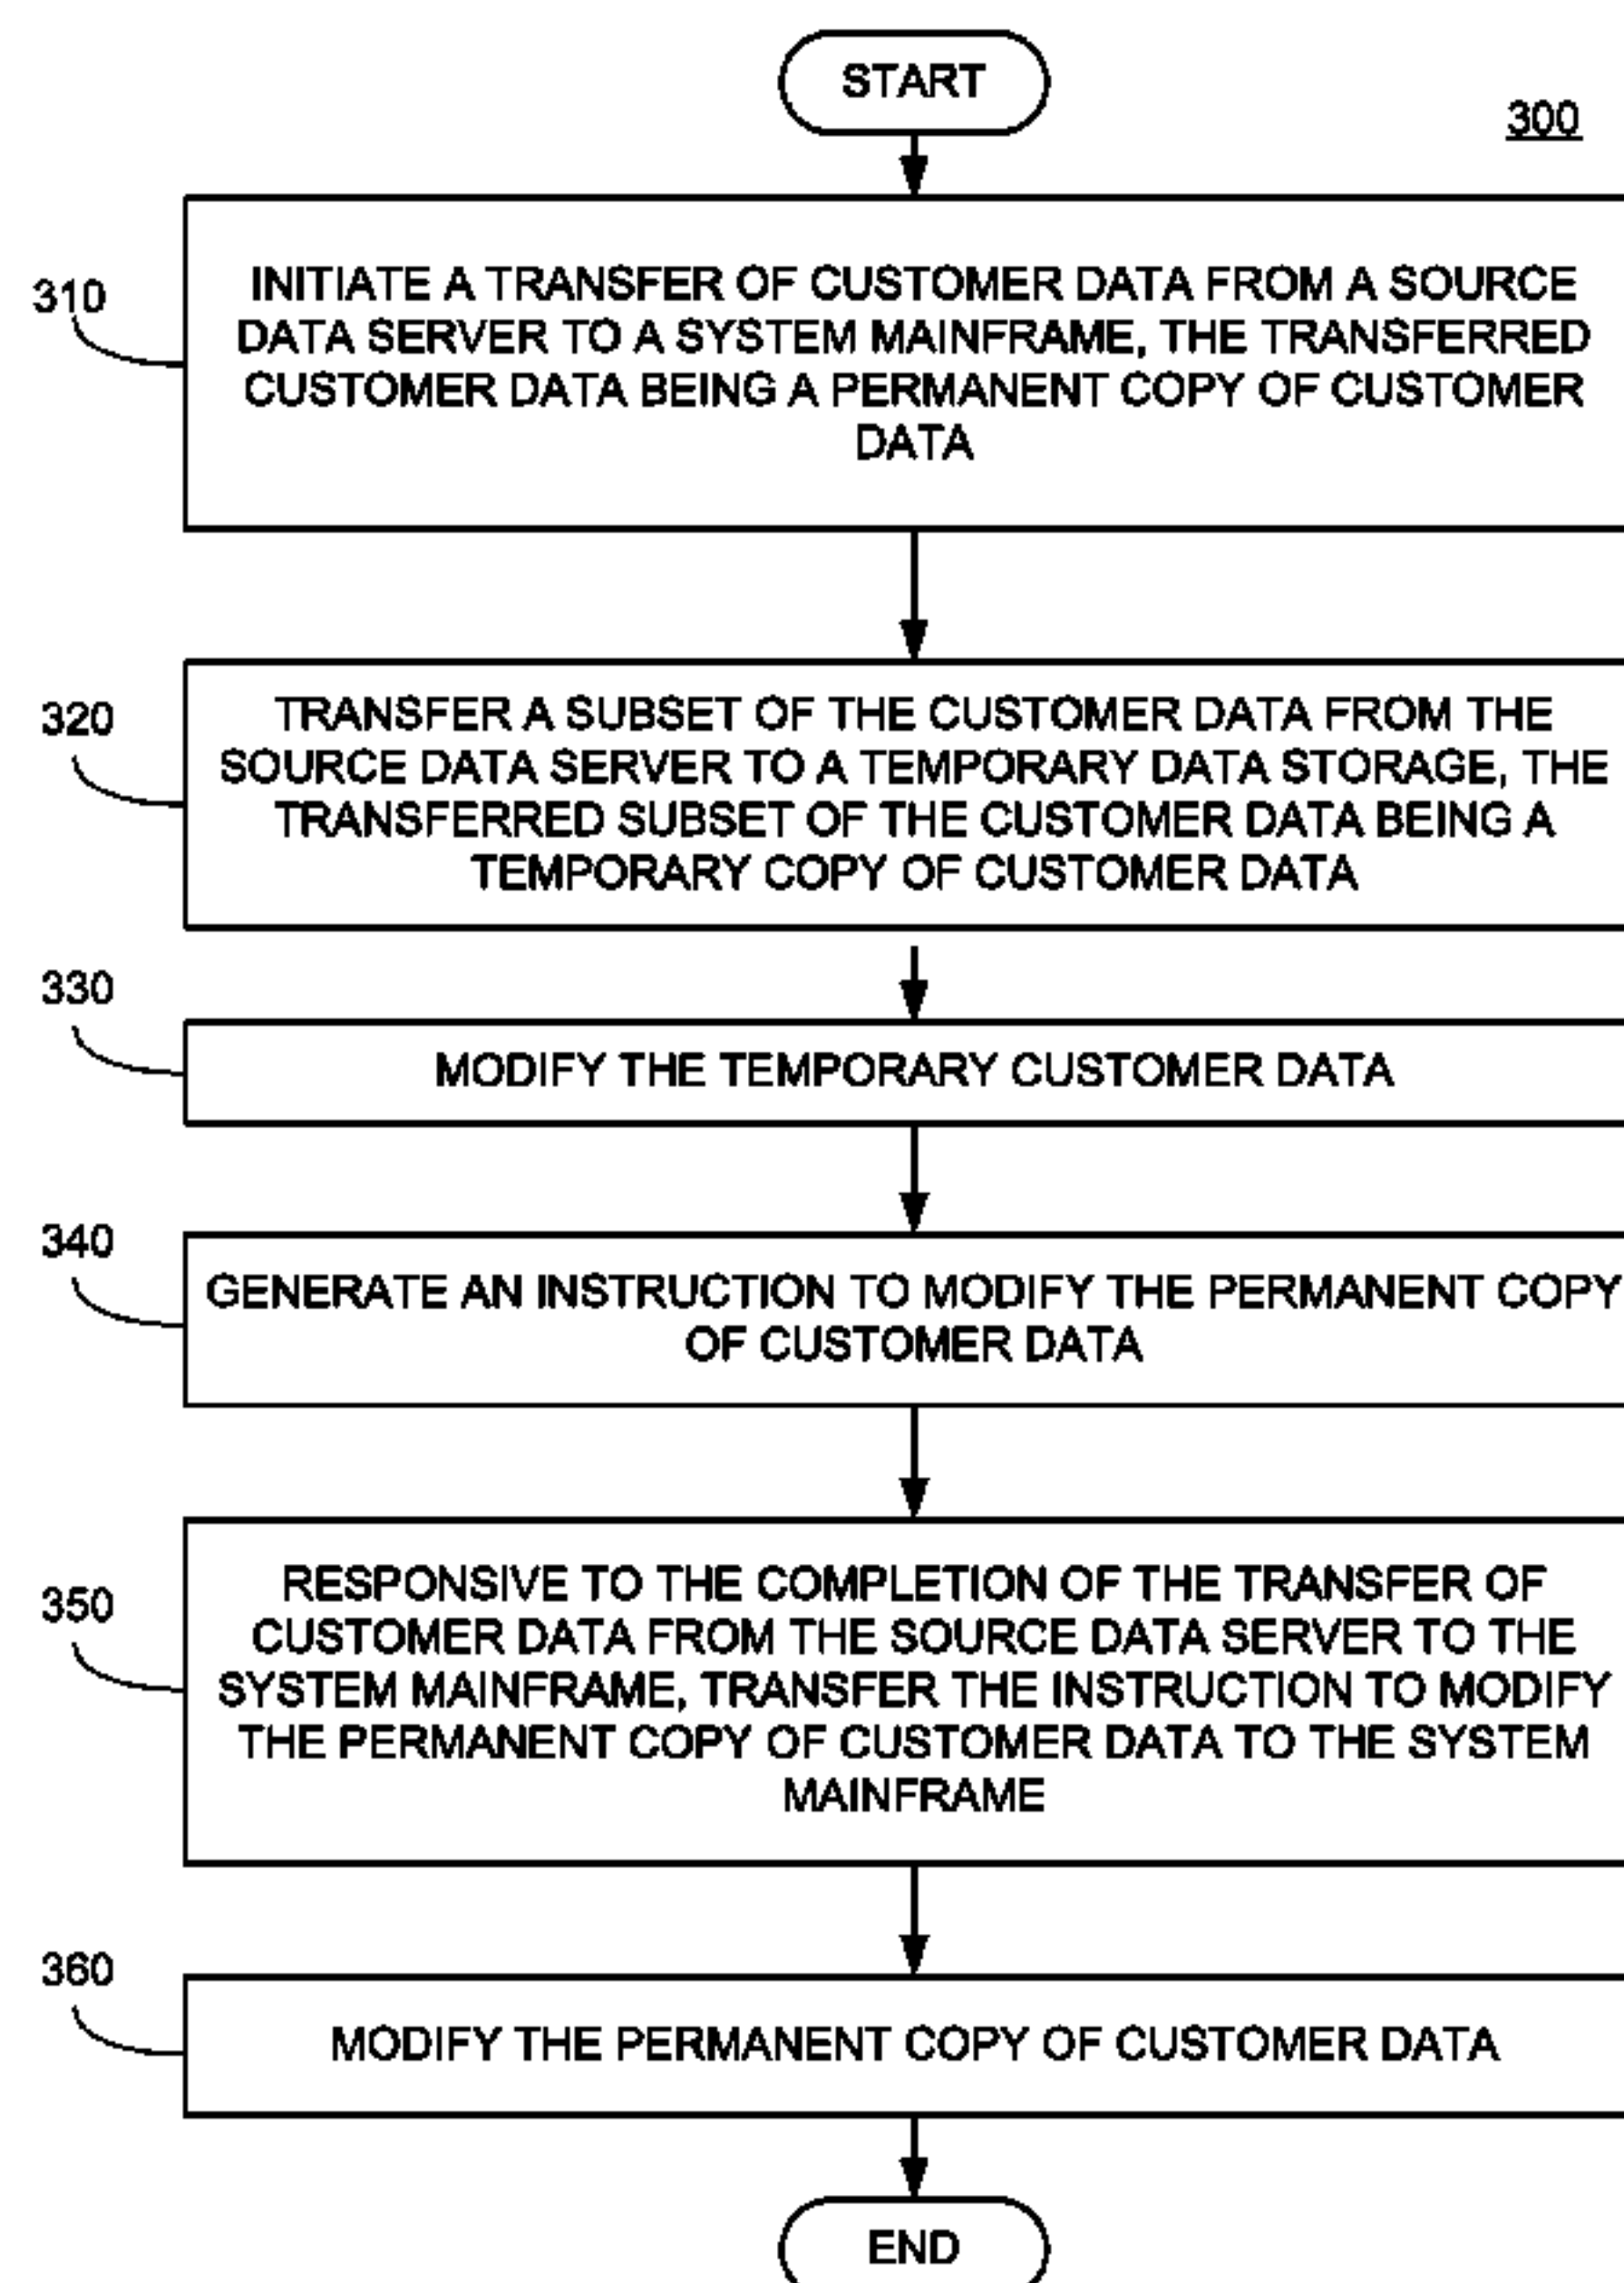 START
300
310
INITIATE A TRANSFER OF CUSTOMER DATA FROM A SOURCE
DATA SERVER TO A SYSTEM MAINFRAME, THE TRANSFERRED
CUSTOMER DATA BEING A PERMANENT COPY OF CUSTOMER
DATA
320
TRANSFER A SUBSET OF THE CUSTOMER DATA FROM THE
SOURCE DATA SERVER TO A TEMPORARY DATA STORAGE, THE
TRANSFERRED SUBSET OF THE CUSTOMER DATA BEING A
TEMPORARY COPY OF CUSTOMER DATA
330
MODIFY THE TEMPORARY CUSTOMER DATA
340
GENERATE AN INSTRUCTION TO MODIFY THE PERMANENT COPY
OF CUSTOMER DATA
350
RESPONSIVE TO THE COMPLETION OF THE TRANSFER OF
CUSTOMER DATA FROM THE SOURCE DATA SERVER TO THE
SYSTEM MAINFRAME, TRANSFER THE INSTRUCTION TO MODIFY
THE PERMANENT COPY OF CUSTOMER DATA TO THE SYSTEM
MAINFRAME
360
MODIFY THE PERMANENT COPY OF CUSTOMER DATA
END